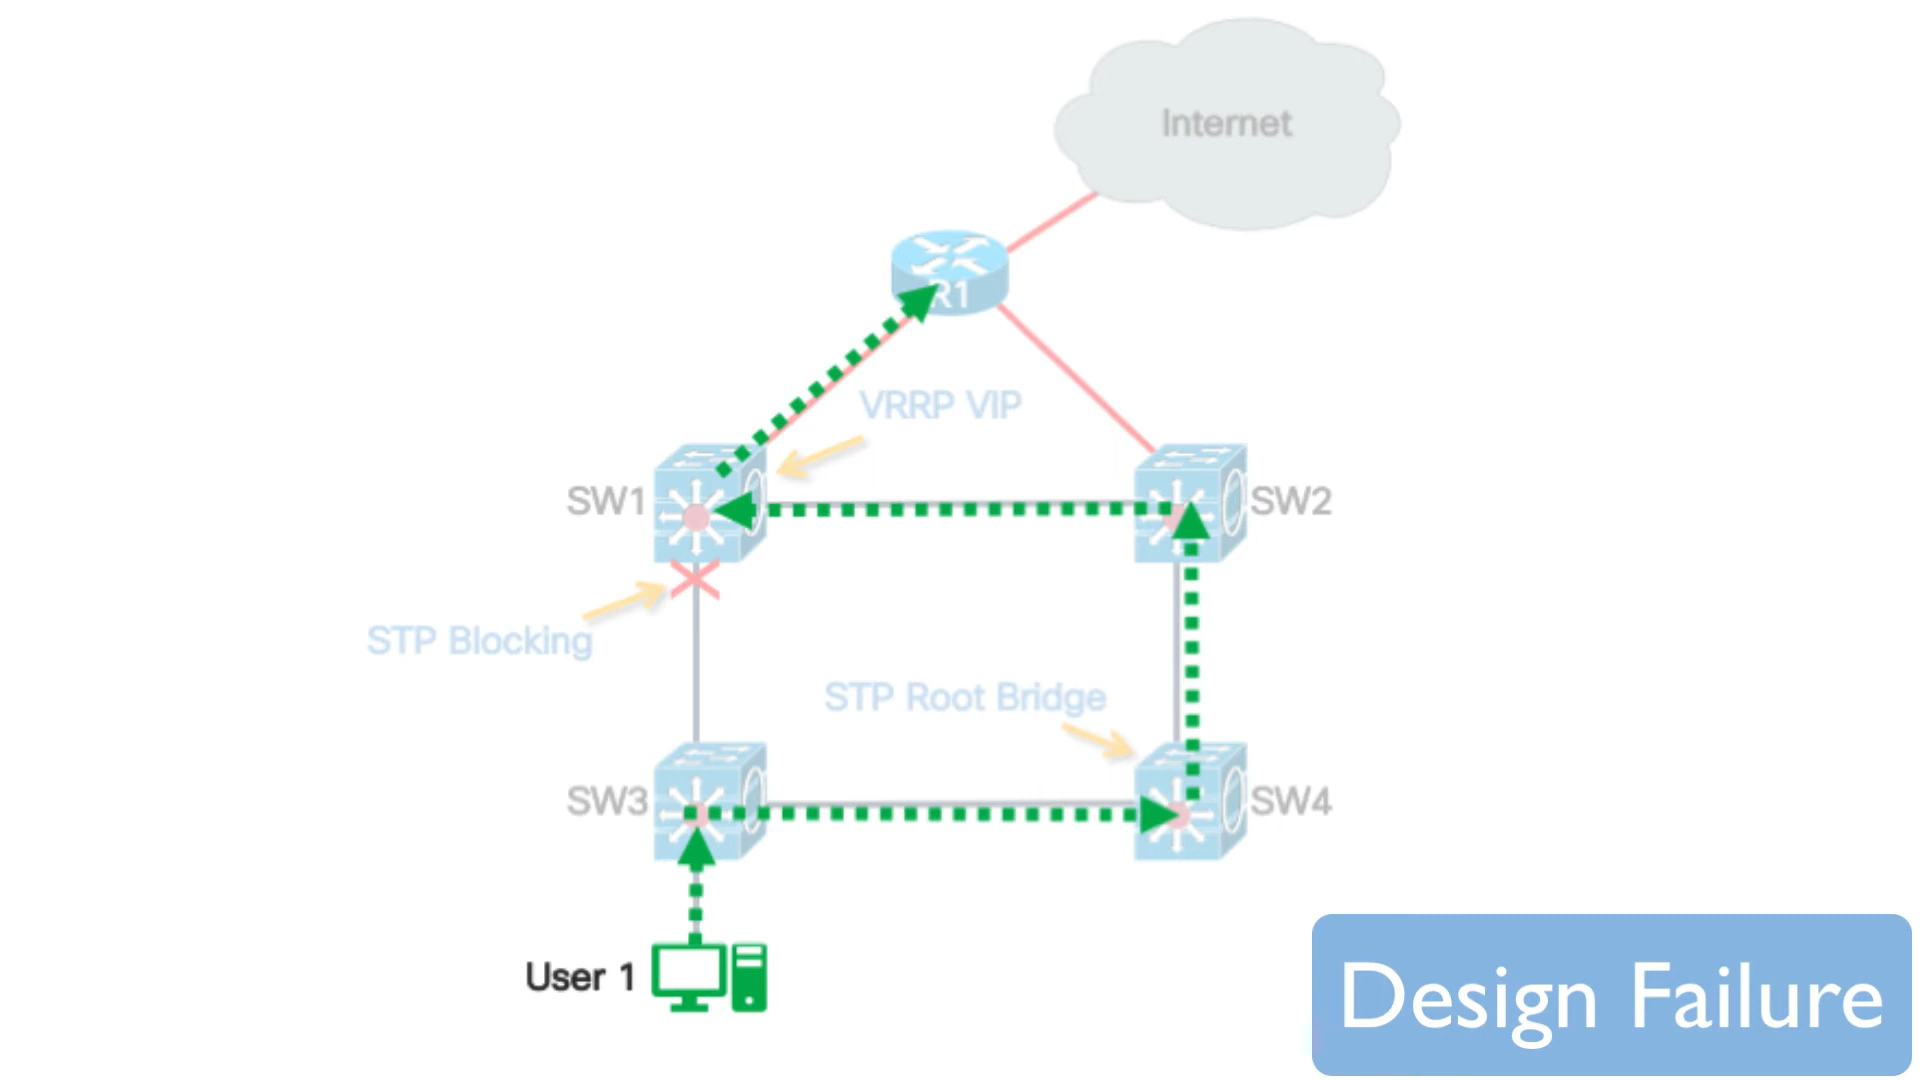 Internet
R1
VRRP VIP
SW1
SW2
STP Blocking
STP Root Bridge
SW3
SW4
User 1
Design Failure